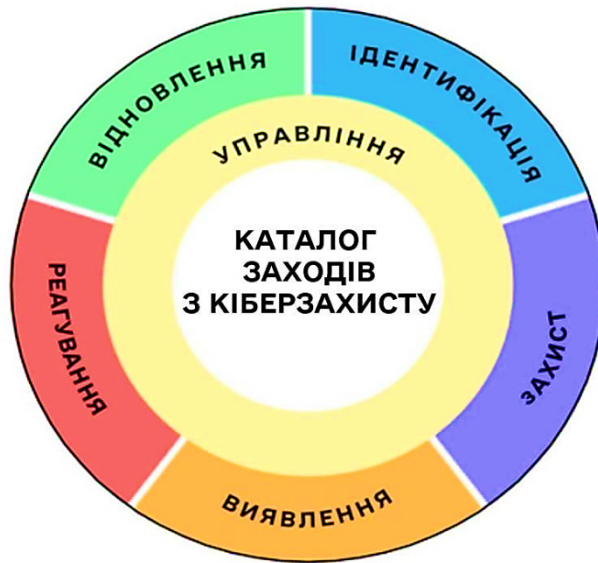 КАТАЛОГ
ЗАХОДІВ
З КІБЕРЗАХИСТУ
УПРАВЛІННЯ
ІДЕНТИФІКАЦІЯ
ЗАХИСТ
ВИЯВЛЕННЯ
РЕАГУВАННЯ
ВІДНОВЛЕННЯ